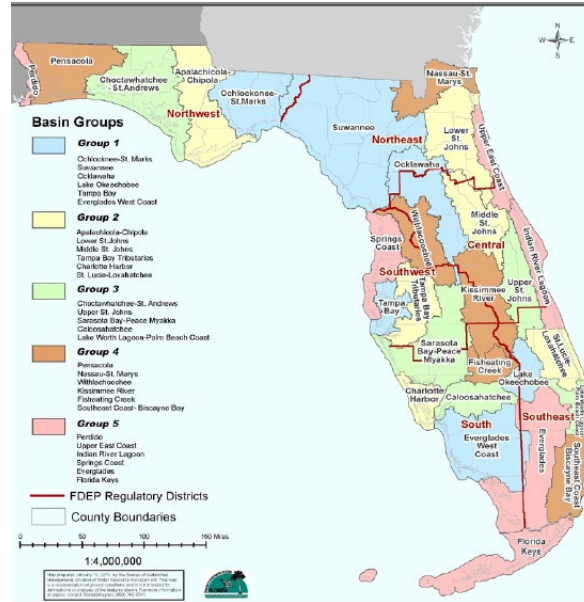 Perdido
Pensacola
Choctawhatchee
- St.Andrews
Apalachicola-
Chipola
Ochlockonee-
St.Marks
Northwest
Nassau-St.
Marys
Suwannee
Northeast
Lower
St. Johns
Upper East Coast
Ocklawaha
Middle
St. Johns
Central
Withlacoochee
Springs
Coast
Southwest
Tampa
Bay
Tampa Bay
Tributaries
Kissimmee
River
Upper
St. Johns
Indian River Lagoon
Sarasota
Bay-Peace
Myakka
Fisheating
Creek
St.Lucie-
Loxahatchee
Lake
Okeechobee
Charlotte
Harbor
Caloosahatchee
South
Southeast
Everglades
West
Coast
Everglades
Southeast Coast
Biscayne Bay
Florida
Keys
N
W
E
S
Basin Groups
Group 1
Ochlocknee-St. Marks
Suwannee
Ocklawaha
Lake Okeechobee
Tampa Bay
Everglades West Coast
Group 2
Apalachicola-Chipola
Lower St.Johns
Middle St. Johns
Tampa Bay Tributaries
Charlotte Harbor
St. Lucie-Loxahatchee
Group 3
Choctawhatchee-St. Andrews
Upper St. Johns
Sarasota Bay-Peace Myakka
Caloosahatchee
Lake Worth Lagoon-Palm Beach Coast
Group 4
Pensacola
Nassau-St. Marys
Withlacoochee
Kissimmee River
Fisheating Creek
Southeast Coast- Biscayne Bay
Group 5
Perdido
Upper East Coast
Indian River Lagoon
Springs Coast
Everglades
Florida Keys
FDEP Regulatory Districts
County Boundaries
0
50
100
150 Miles
1:4,000,000